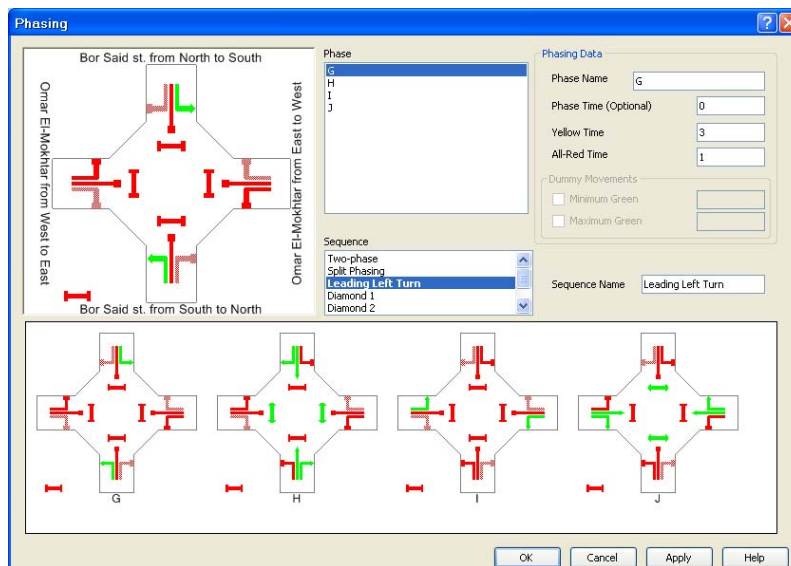 Phasing
Bor Said st. from North to South
Omar El-Mokhtar from West to East
Omar El-Mokhtar from East to West
Bor Said st. from South to North
Phase
G
H
I
J
Sequence
Two-phase
Split Phasing
Leading Left Turn
Diamond 1
Diamond 2
Phasing Data
Phase Name G
Phase Time (Optional) 0
Yellow Time 3
All-Red Time 1
Dummy Movements
Minimum Green
Maximum Green
Sequence Name Leading Left Turn
G H I J
OK Cancel Apply Help